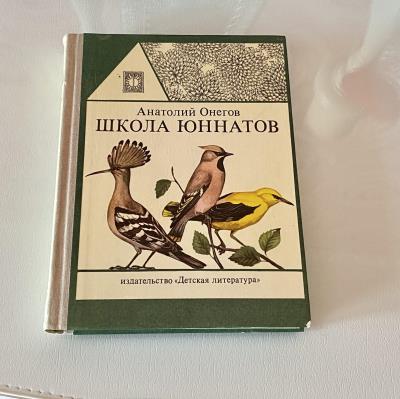 Анатолий Онегов
ШКОЛА ЮННАТОВ
издательство «Детская литература»